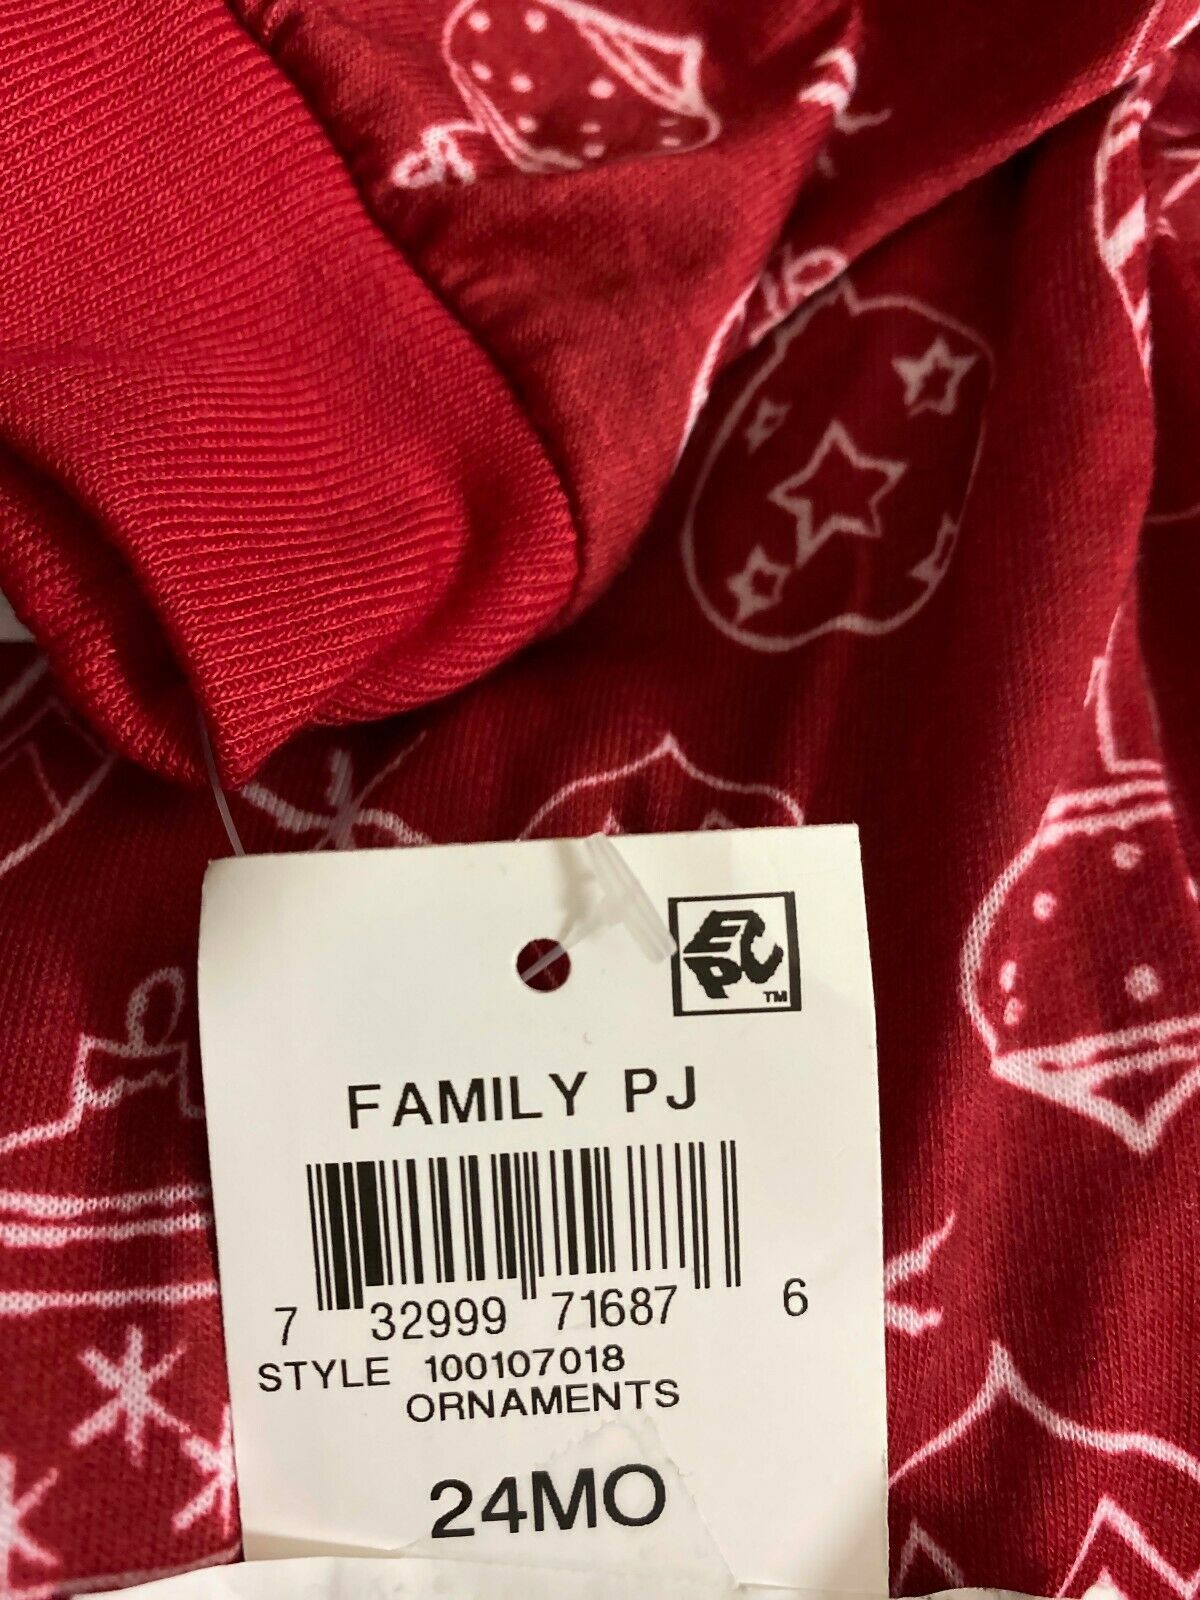 EPC
TM
FAMILY PJ
7 32999 71687 6
STYLE 100107018
ORNAMENTS
24MO